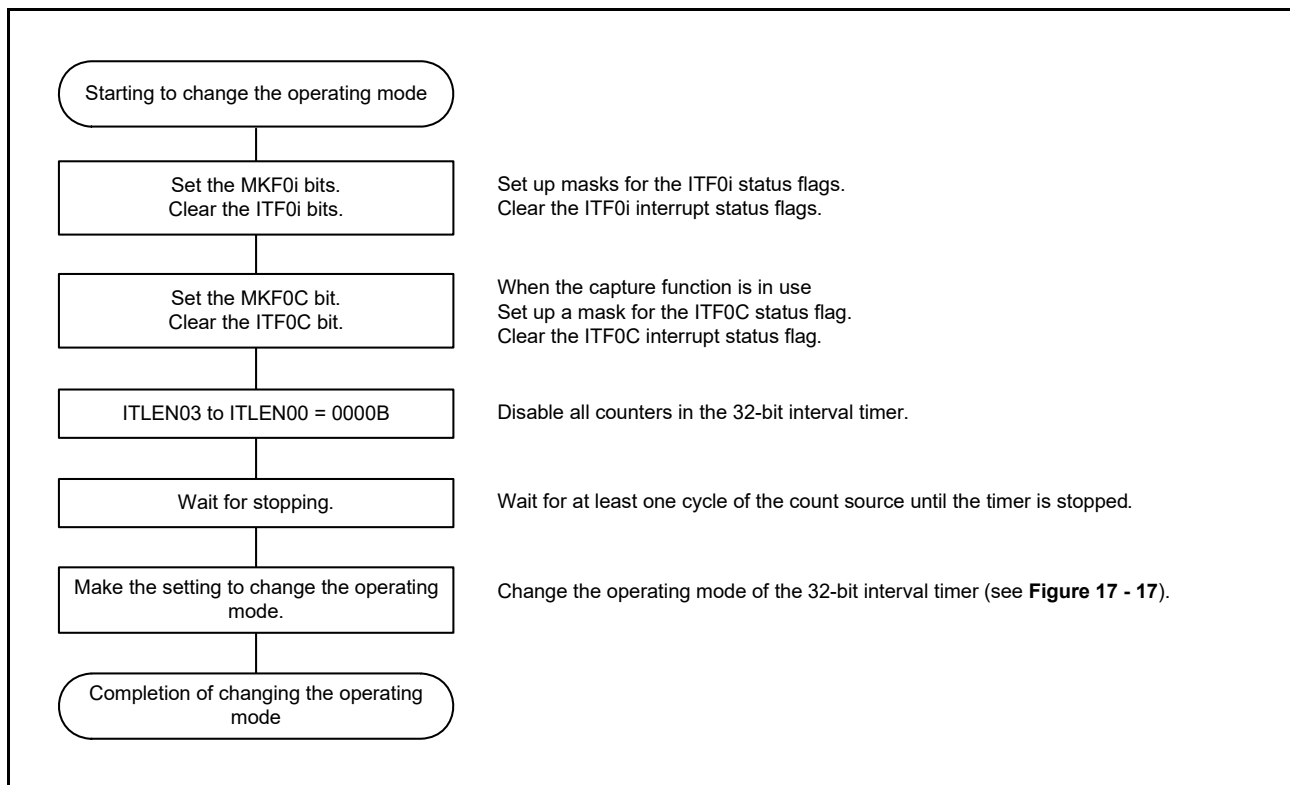 Starting to change the operating mode
Set the MKF0i bits.
Clear the ITF0i bits.
Set up masks for the ITF0i status flags.
Clear the ITF0i interrupt status flags.
Set the MKF0C bit.
Clear the ITF0C bit.
When the capture function is in use
Set up a mask for the ITF0C status flag.
Clear the ITF0C interrupt status flag.
ITLEN03 to ITLEN00 = 0000B
Disable all counters in the 32-bit interval timer.
Wait for stopping.
Wait for at least one cycle of the count source until the timer is stopped.
Make the setting to change the operating
mode.
Change the operating mode of the 32-bit interval timer (see Figure 17 - 17).
Completion of changing the operating
mode